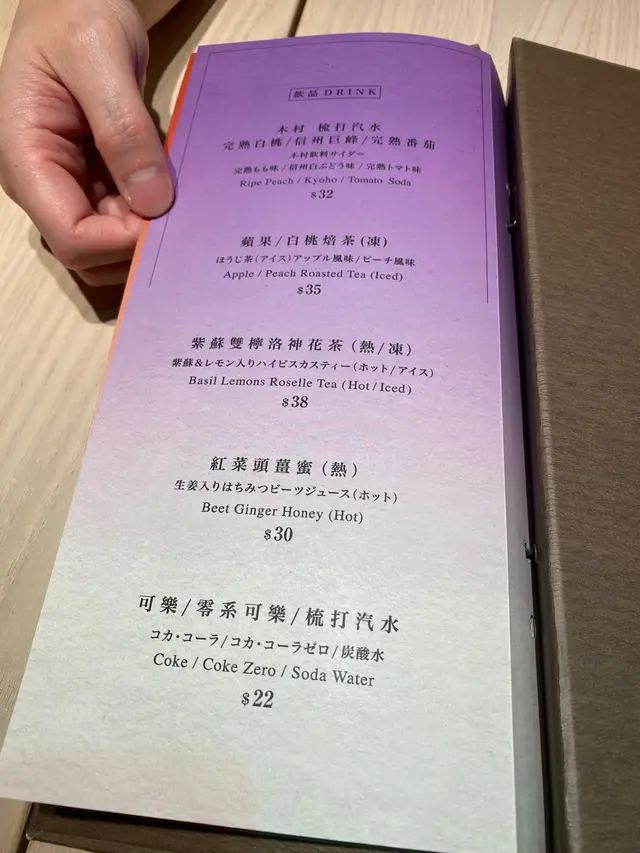 飲品 DRINK
木村 梳打汽水
完熟白桃/信州巨峰/完熟番茄
木村飲料サイダー
完熟もも味/信州白ぶどう味/完熟トマト味
Ripe Peach / Kyoho / Tomato Soda
$32
蘋果/白桃焙茶(凍)
ほうじ茶(アイス)アップル風味/ピーチ風味
Apple / Peach Roasted Tea (Iced)
$35
紫蘇雙檸洛神花茶(熱/凍)
紫蘇&レモン入りハイビスカスティー(ホット/アイス)
Basil Lemons Roselle Tea (Hot/Iced)
$38
紅菜頭薑蜜(熱)
生姜入りはちみつビーツジュース(ホット)
Beet Ginger Honey (Hot)
$30
可樂/零系可樂/梳打汽水
コカ・コーラ/コカ・コーラゼロ/炭酸水
Coke / Coke Zero / Soda Water
$22